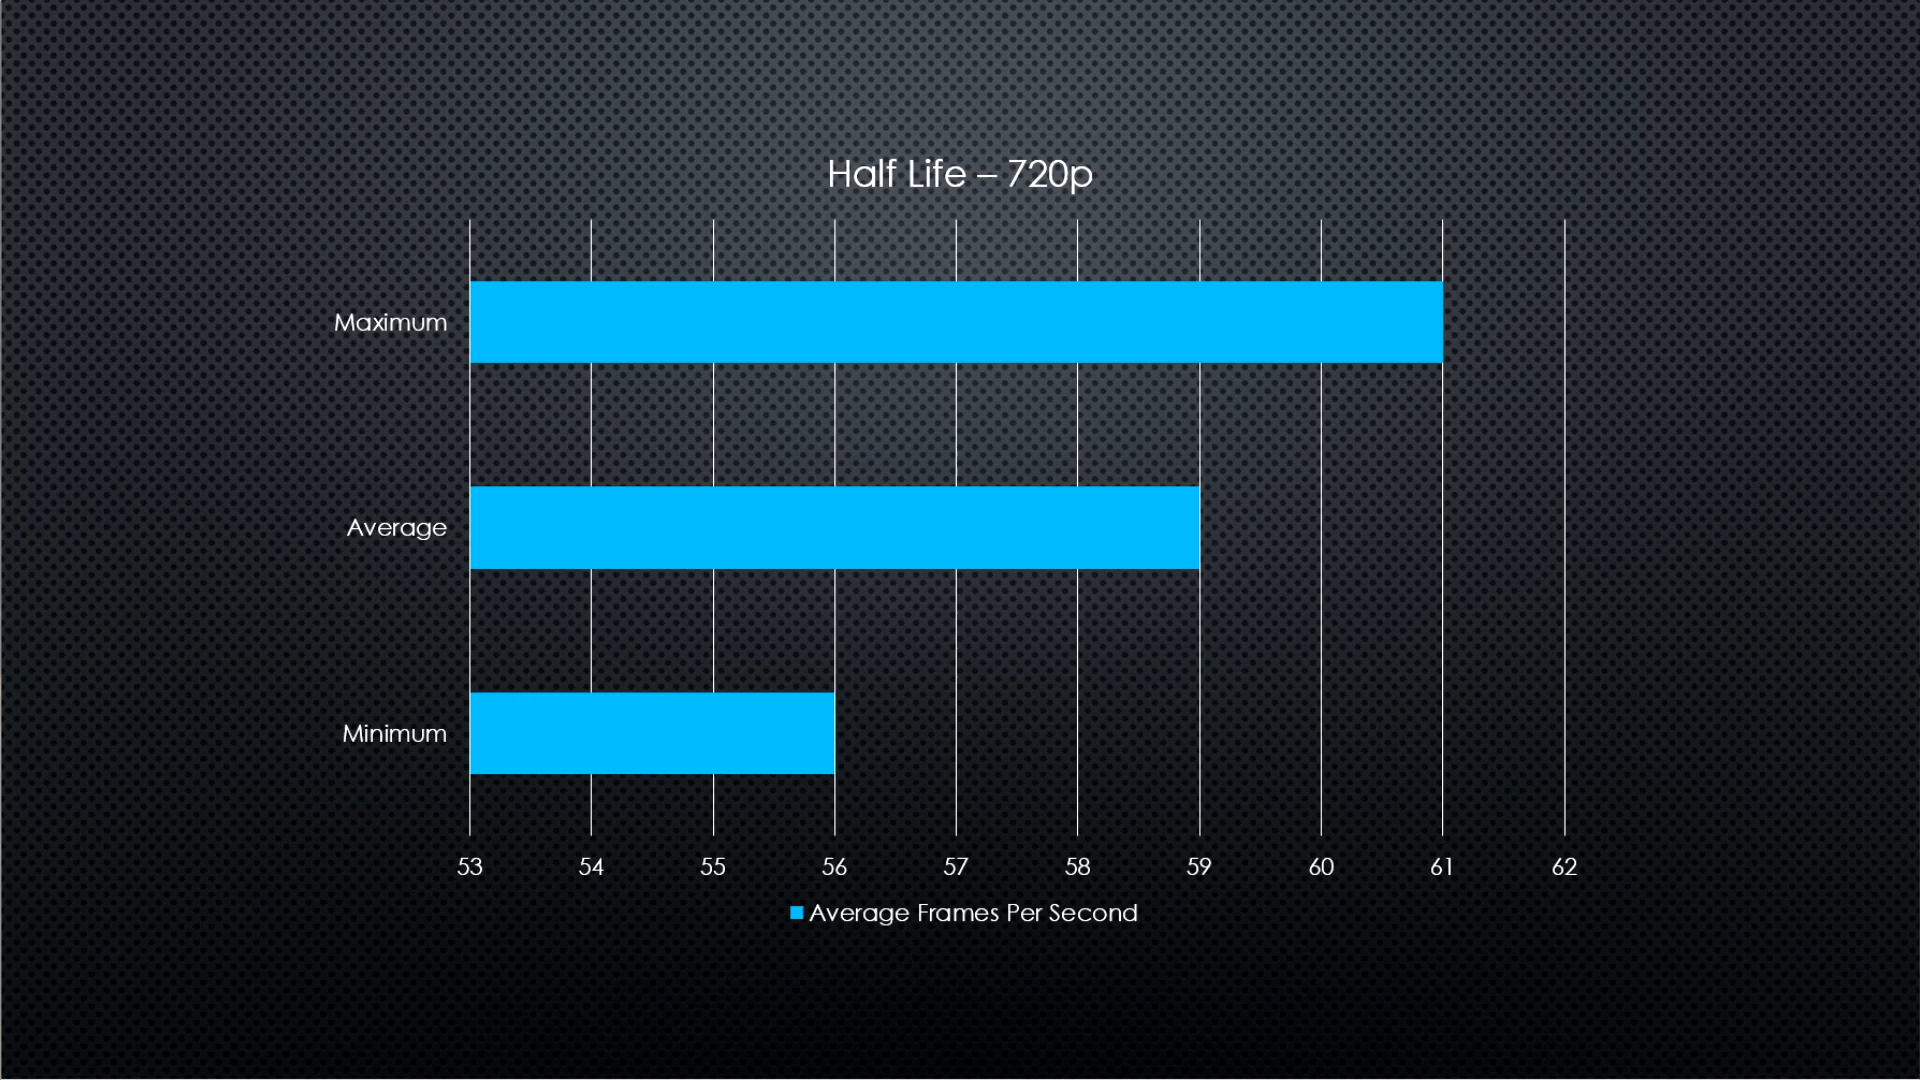 Half Life – 720p
Maximum
Average
Minimum
53 54 55 56 57 58 59 60 61 62
Average Frames Per Second